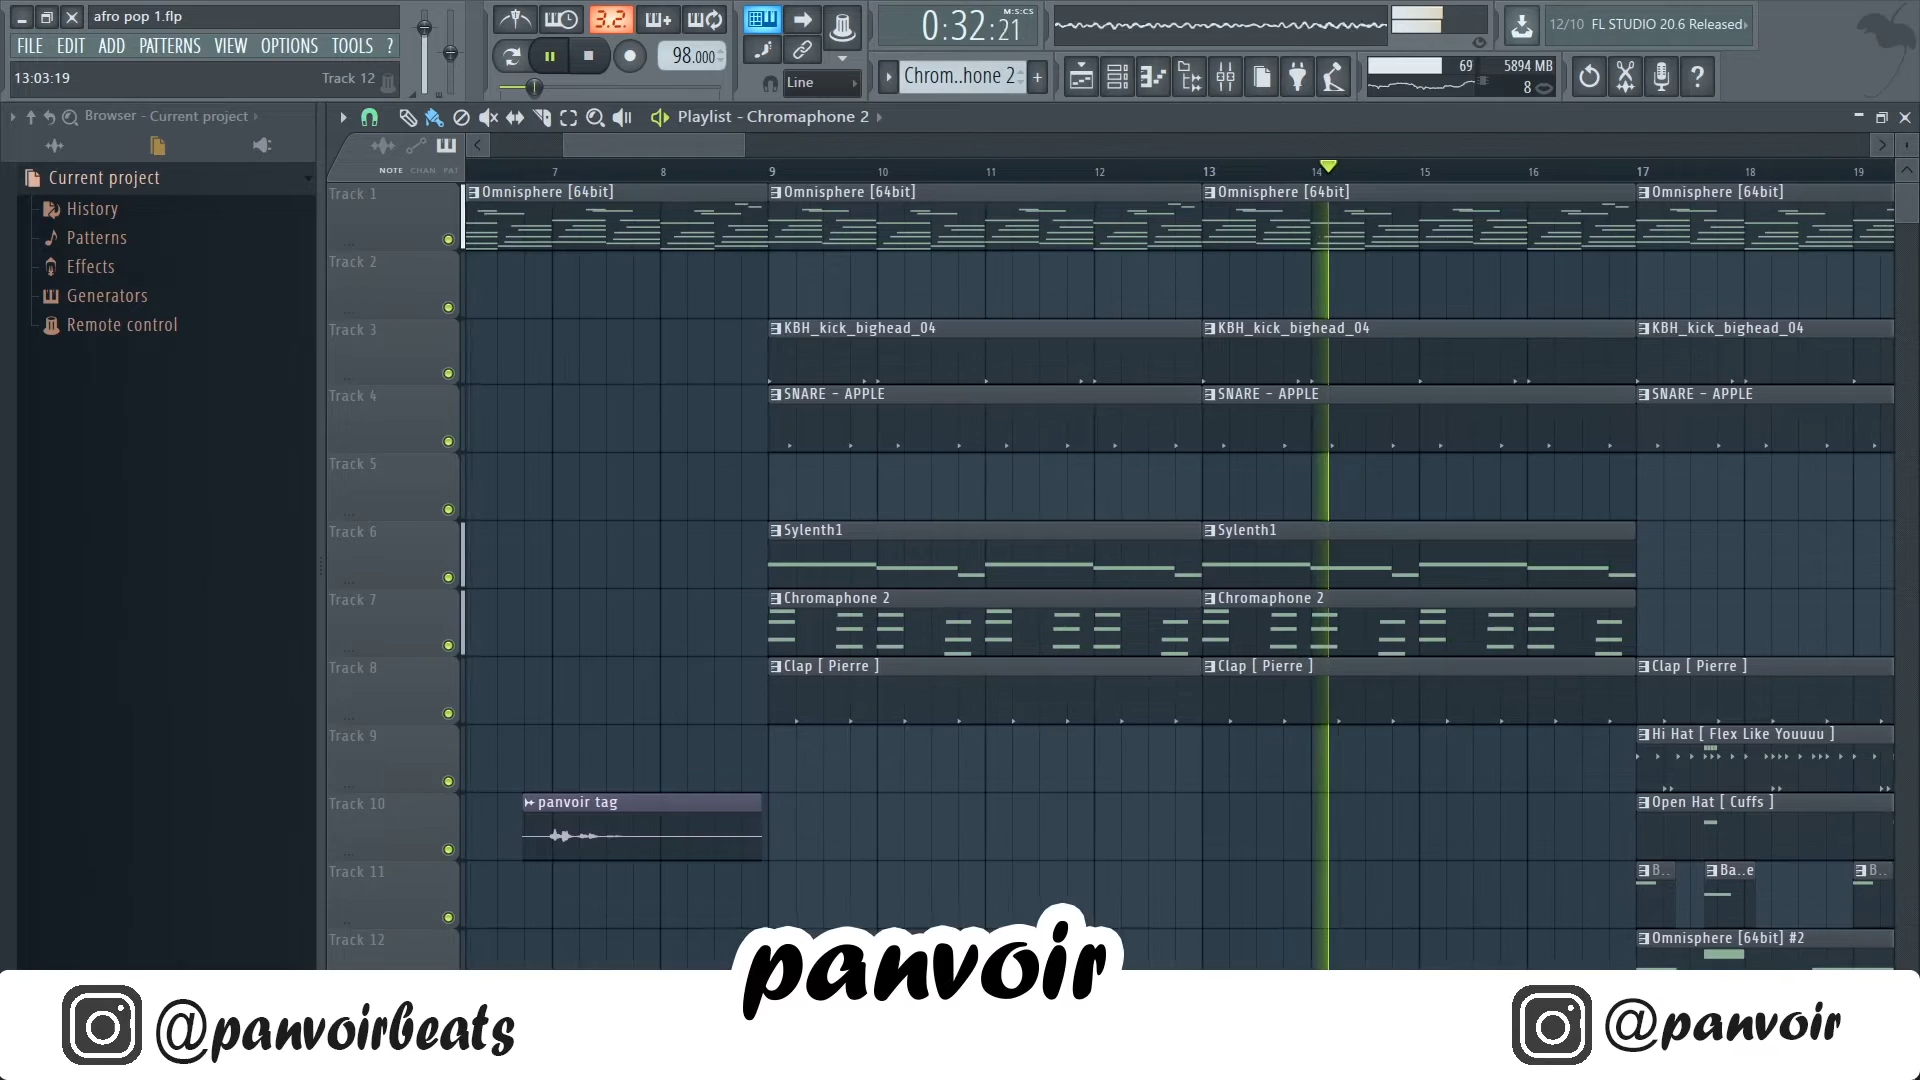 afro pop 1.flp
FILE EDIT ADD PATTERNS VIEW OPTIONS TOOLS ?
13:03:19 Track 12
3.2.
98.000
Line
0:32:21 M:S:CS
Chrom..hone 2
12/10 FL STUDIO 20.6 Released
69 5894 MB
8
Browser - Current project
Playlist - Chromaphone 2
Current project
History
Patterns
Effects
Generators
Remote control
NOTE CHAN PAT
7 8 9 10 11 12 13 14 15 16 17 18 19
Track 1
Omnisphere [64bit] Omnisphere [64bit] Omnisphere [64bit] Omnisphere [64bit]
Track 2
Track 3
KBH_kick_bighead_04 KBH_kick_bighead_04 KBH_kick_bighead_04
Track 4
SNARE - APPLE SNARE - APPLE SNARE - APPLE
Track 5
Track 6
Sylenth1 Sylenth1
Track 7
Chromaphone 2 Chromaphone 2
Track 8
Clap [ Pierre ] Clap [ Pierre ] Clap [ Pierre ]
Track 9
Hi Hat [ Flex Like Youuuu ]
Track 10
panvoir tag
Open Hat [ Cuffs ]
Track 11
B.. Ba..e B..
Track 12
Omnisphere [64bit] #2
panvoir
@panvoirbeats
@panvoir